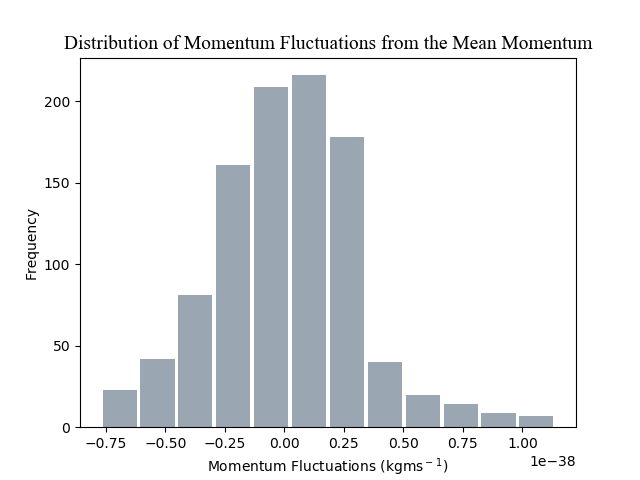 Distribution of Momentum Fluctuations from the Mean Momentum
200
150
100
50
0
Frequency
−0.75 −0.50 −0.25 0.00 0.25 0.50 0.75 1.00
1e−38
Momentum Fluctuations (kgms⁻¹)